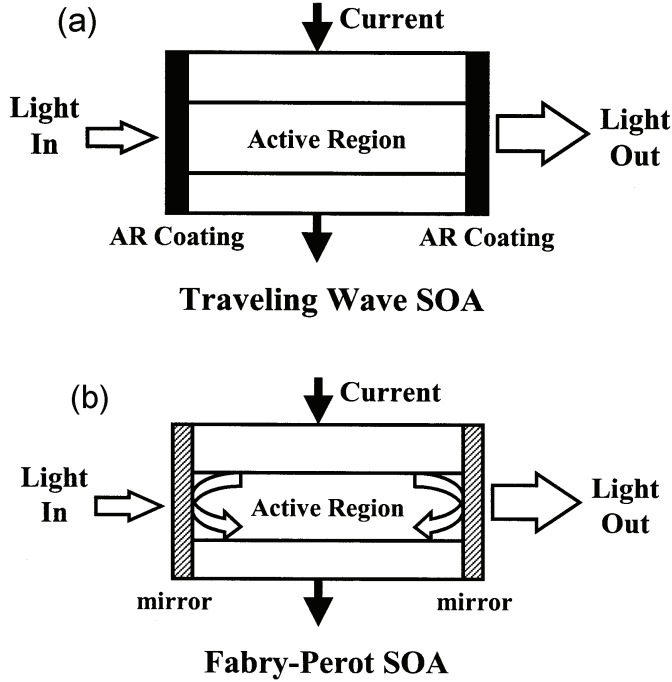 (a)
Current
Light
In
Active Region
Light
Out
AR Coating
AR Coating
Traveling Wave SOA
(b)
Current
Light
In
Active Region
Light
Out
mirror
mirror
Fabry-Perot SOA